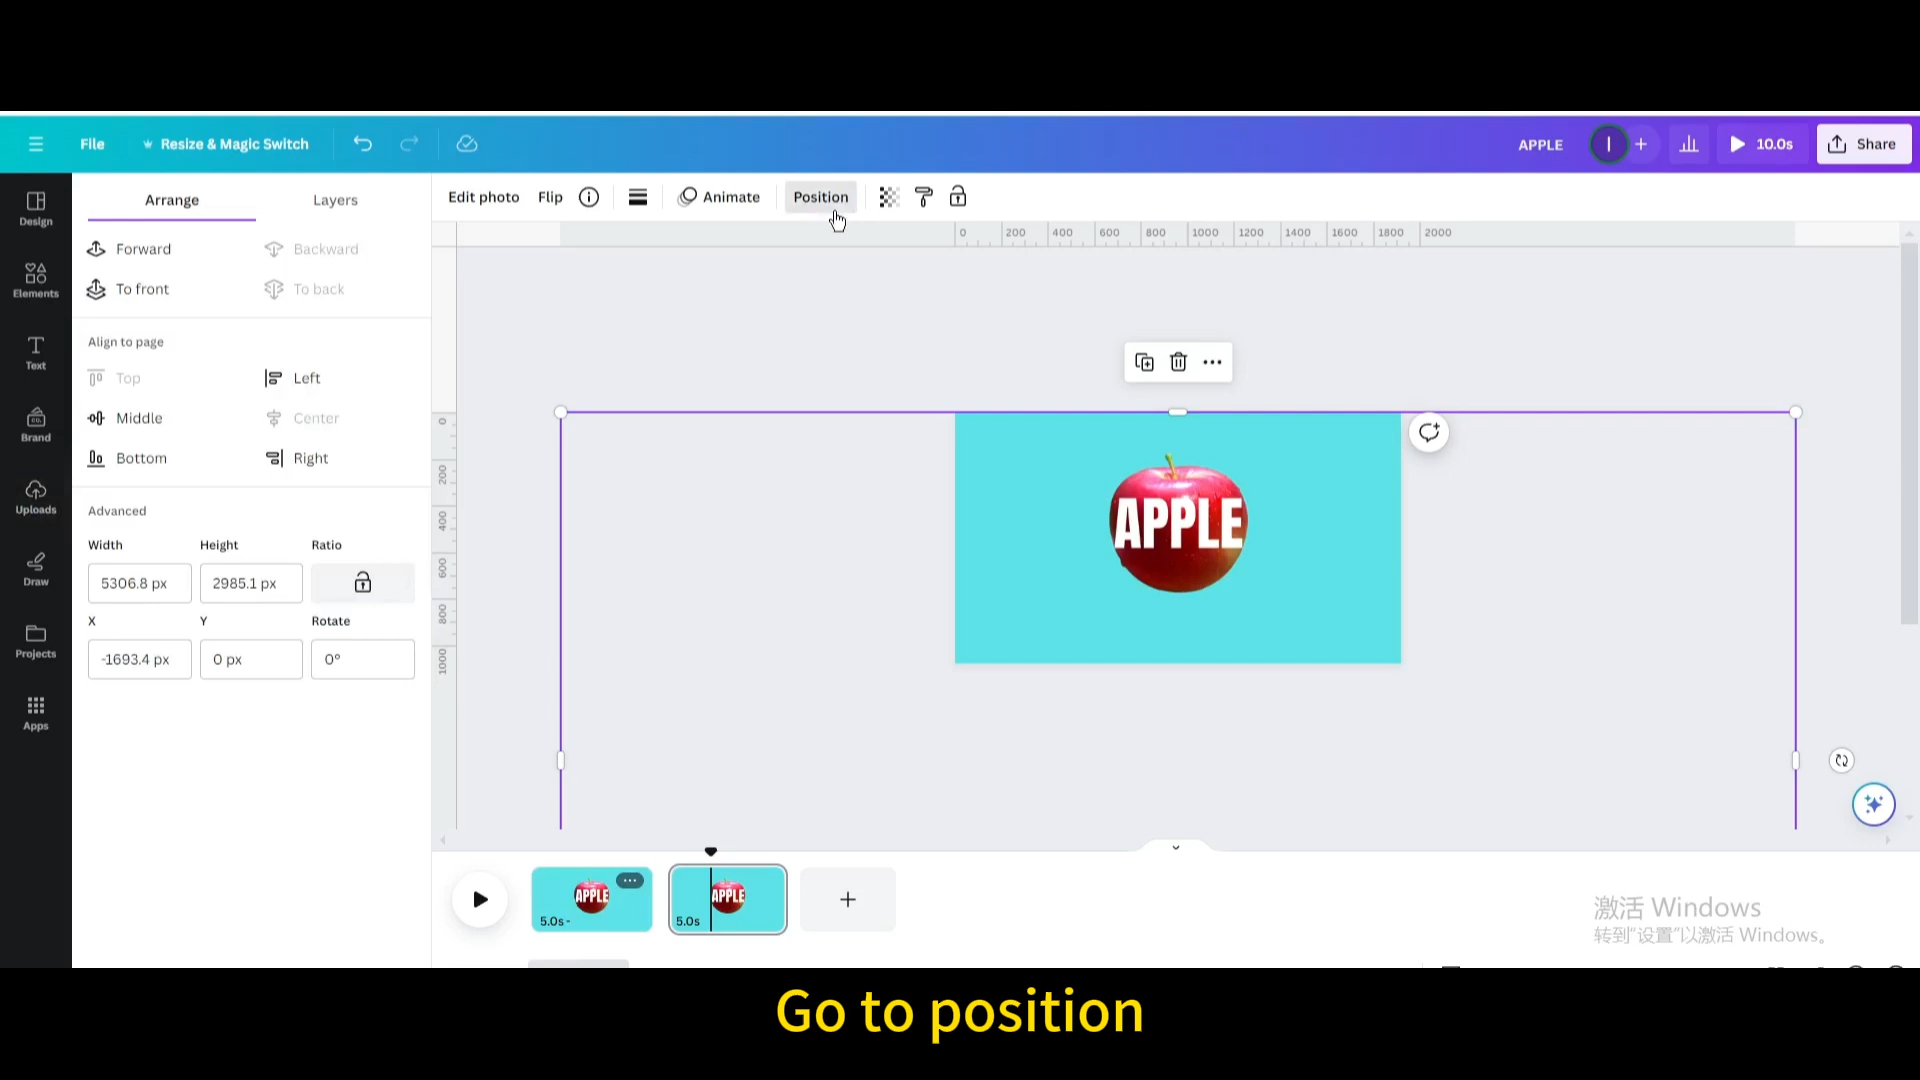 File
Resize & Magic Switch
APPLE
10.0s
Share
Design
Elements
Text
Brand
Uploads
Draw
Projects
Apps
Arrange
Layers
Forward
Backward
To front
To back
Align to page
Top
Left
Middle
Center
Bottom
Right
Advanced
Width
Height
Ratio
5306.8 px
2985.1 px
X
Y
Rotate
-1693.4 px
0 px
0°
Edit photo
Flip
Animate
Position
0 200 400 600 800 1000 1200 1400 1600 1800 2000
0
200
400
600
800
1000
APPLE
APPLE
5.0s -
APPLE
5.0s
激活 Windows
转到"设置"以激活 Windows。
Go to position